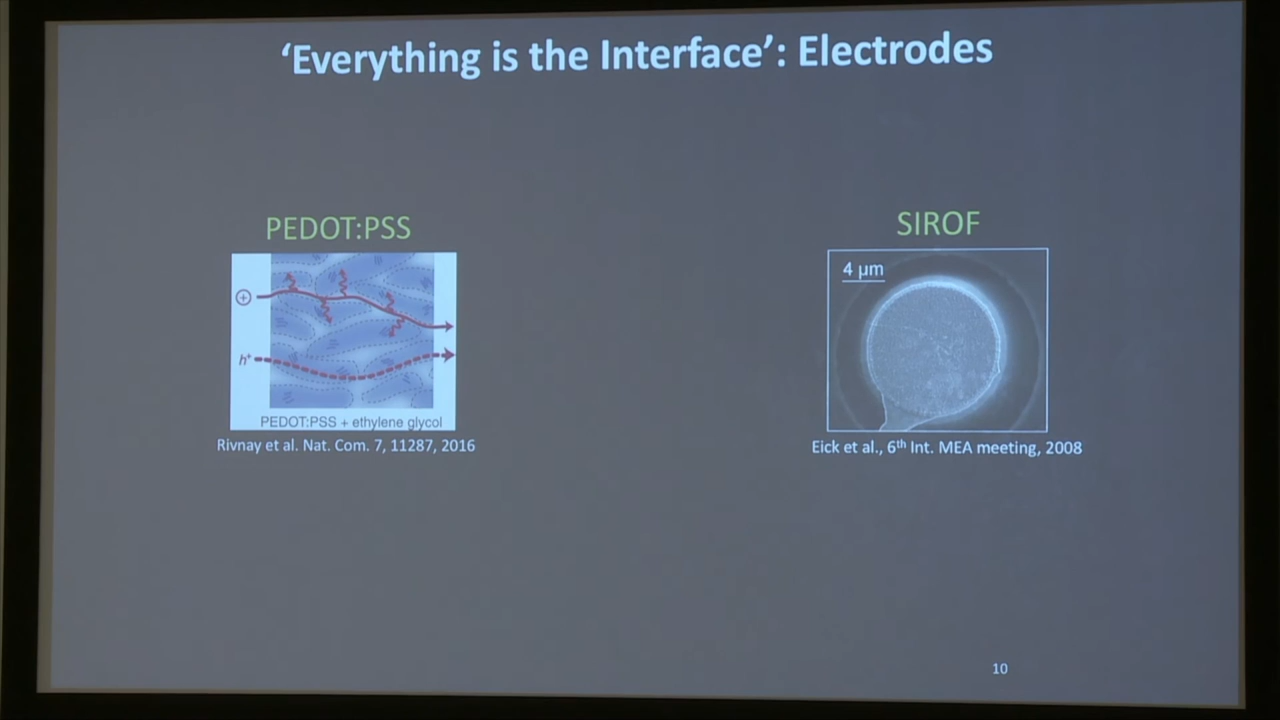 ‘Everything is the Interface’: Electrodes
PEDOT:PSS
h⁺
PEDOT:PSS + ethylene glycol
Rivnay et al. Nat. Com. 7, 11287, 2016
SIROF
4 µm
Eick et al., 6th Int. MEA meeting, 2008
10